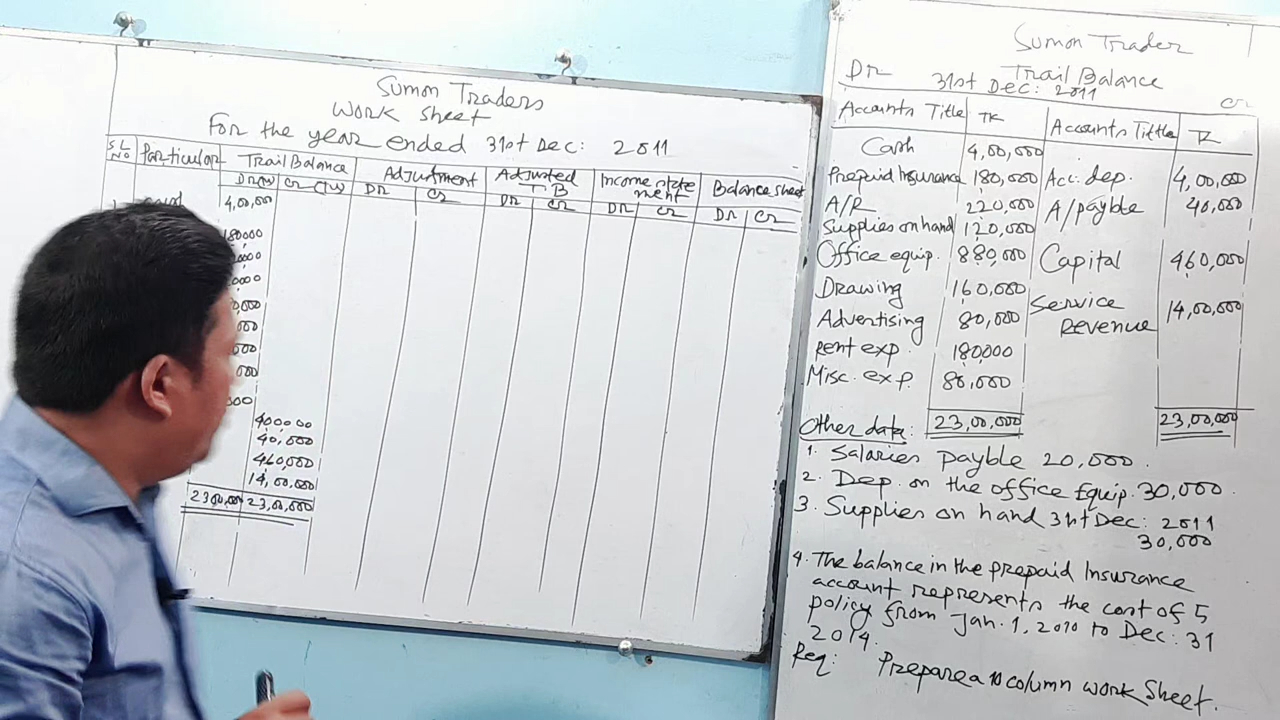 Sumon Traders
Work Sheet
For the year ended 31st Dec: 2011
SL NO Particular Trail Balance Adjustment Adjusted T.B Income statement Balance sheet
DR (TK) CR (TK) DR CR DR CR DR CR DR CR
4,00,000
180000
400000
40,000
460,000
14,00,000
2300,000 23,00,000
Sumon Trader
Trail Balance
DR 31st Dec: 2011 CR
Accounts Title TK Accounts Tittle TK
Cash 4,00,000
Prepaid Insurance 180,000 Acc. dep. 4,00,000
A/R 220,000 A/payble 40,000
Supplies on hand 120,000
Office equip. 880,000 Capital 460,000
Drawing 160,000
Advertising 80,000 Service Revenue 14,00,000
Rent exp. 180000
Misc. exp. 80,000
23,00,000 23,00,000
Other data:
1. Salaries payble 20,000.
2. Dep. on the office Equip. 30,000.
3. Supplies on hand 31st Dec: 2011
30,000
4. The balance in the prepaid Insurance
account represents the cost of 5
policy from Jan. 1, 2010 to Dec: 31
2014.
Req: Prepare a 10 column work Sheet.